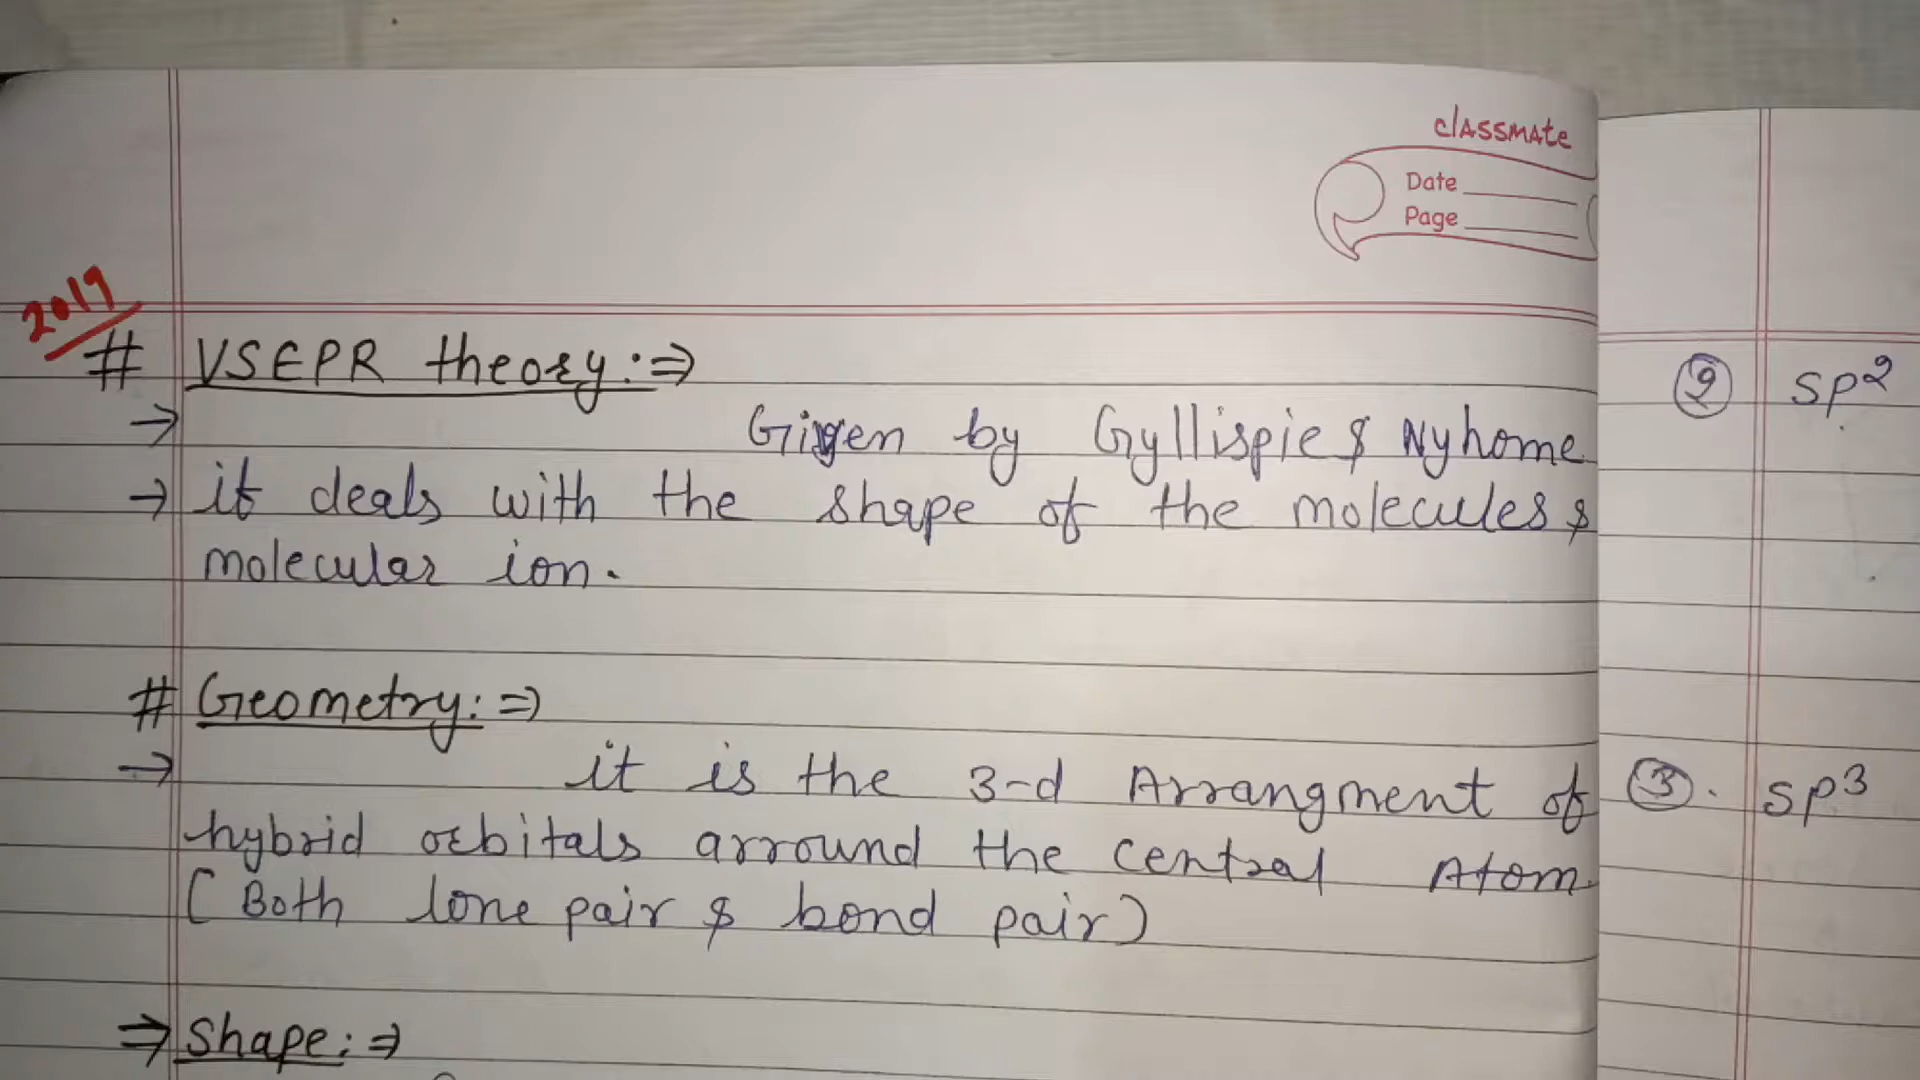 classmate
Date
Page
2019
# VSEPR theory:⇒
→ Given by Gyllispie & Nyhome
→ it deals with the shape of the molecules &
molecular ion.
# Geometry:⇒
→ it is the 3-d Arrangment of
hybrid orbitals arround the central Atom
(Both lone pair & bond pair)
⇒ Shape:⇒
② sp²
③. sp³